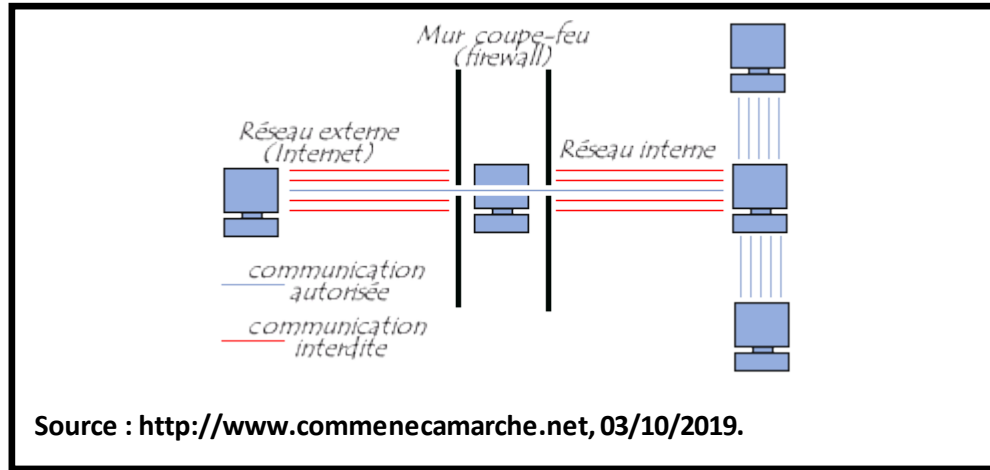 Mur coupe-feu
(firewall)
Réseau externe
(Internet)
Réseau interne
communication
autorisée
communication
interdite
Source : http://www.commenecamarche.net, 03/10/2019.